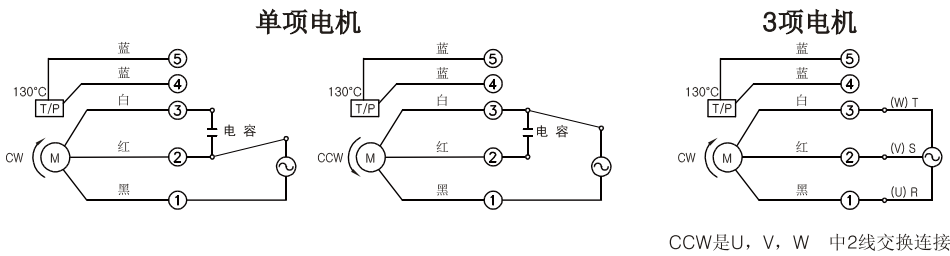 单项电机
3项电机
蓝 5
蓝 4
130°C
T/P
白 3
电 容
CW
M
红 2
黑 1
蓝 5
蓝 4
130°C
T/P
白 3
电 容
CCW
M
红 2
黑 1
蓝 5
蓝 4
130°C
T/P
白 3 (W) T
CW
M
红 2 (V) S
黑 1 (U) R
CCW是U，V，W 中2线交换连接